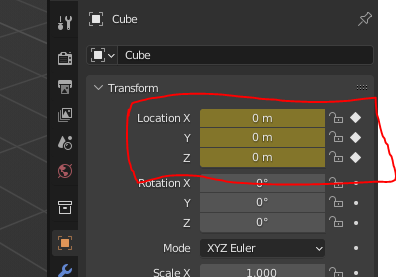 Cube
Cube
Transform
Location X 0 m
Y 0 m
Z 0 m
Rotation X 0°
Y 0°
Z 0°
Mode XYZ Euler
Scale X 1.000